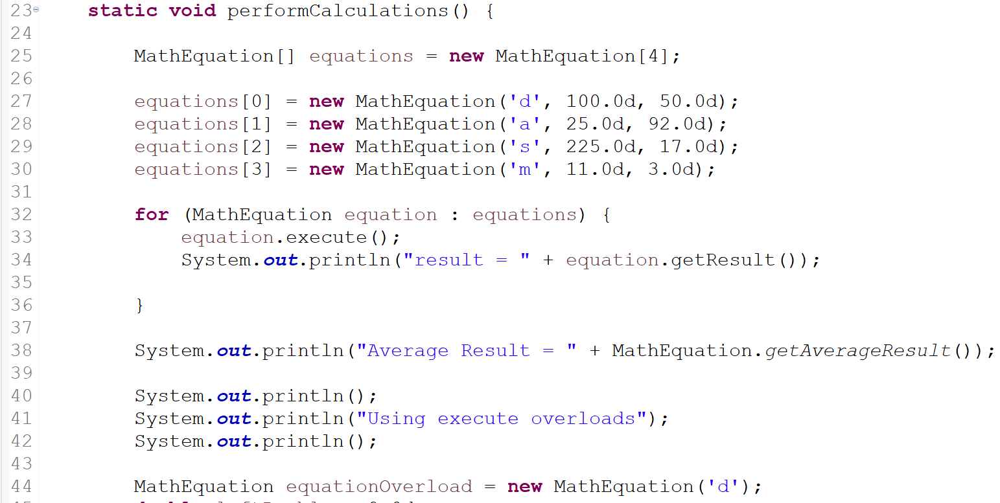 23 static void performCalculations() {
24
25 MathEquation[] equations = new MathEquation[4];
26
27 equations[0] = new MathEquation('d', 100.0d, 50.0d);
28 equations[1] = new MathEquation('a', 25.0d, 92.0d);
29 equations[2] = new MathEquation('s', 225.0d, 17.0d);
30 equations[3] = new MathEquation('m', 11.0d, 3.0d);
31
32 for (MathEquation equation : equations) {
33 equation.execute();
34 System.out.println("result = " + equation.getResult());
35
36 }
37
38 System.out.println("Average Result = " + MathEquation.getAverageResult());
39
40 System.out.println();
41 System.out.println("Using execute overloads");
42 System.out.println();
43
44 MathEquation equationOverload = new MathEquation('d');